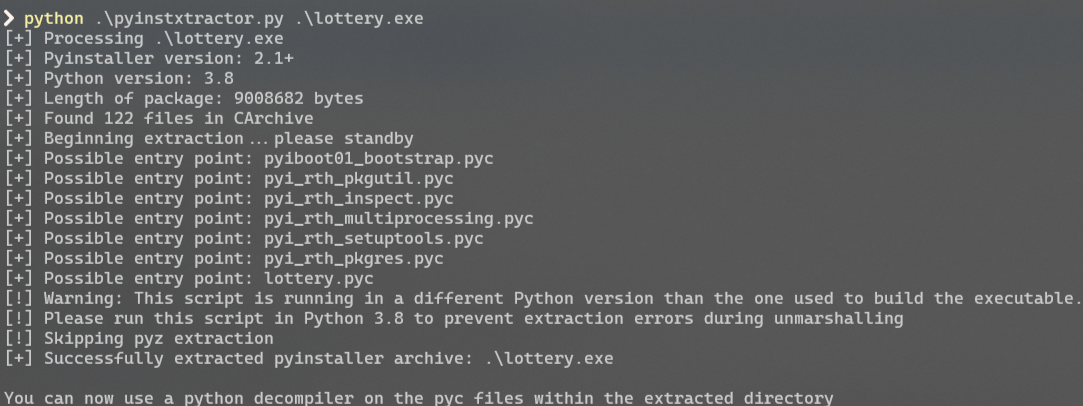 ❯ python .\pyinstxtractor.py .\lottery.exe
[+] Processing .\lottery.exe
[+] Pyinstaller version: 2.1+
[+] Python version: 3.8
[+] Length of package: 9008682 bytes
[+] Found 122 files in CArchive
[+] Beginning extraction...please standby
[+] Possible entry point: pyiboot01_bootstrap.pyc
[+] Possible entry point: pyi_rth_pkgutil.pyc
[+] Possible entry point: pyi_rth_inspect.pyc
[+] Possible entry point: pyi_rth_multiprocessing.pyc
[+] Possible entry point: pyi_rth_setuptools.pyc
[+] Possible entry point: pyi_rth_pkgres.pyc
[+] Possible entry point: lottery.pyc
[!] Warning: This script is running in a different Python version than the one used to build the executable.
[!] Please run this script in Python 3.8 to prevent extraction errors during unmarshalling
[!] Skipping pyz extraction
[+] Successfully extracted pyinstaller archive: .\lottery.exe
You can now use a python decompiler on the pyc files within the extracted directory